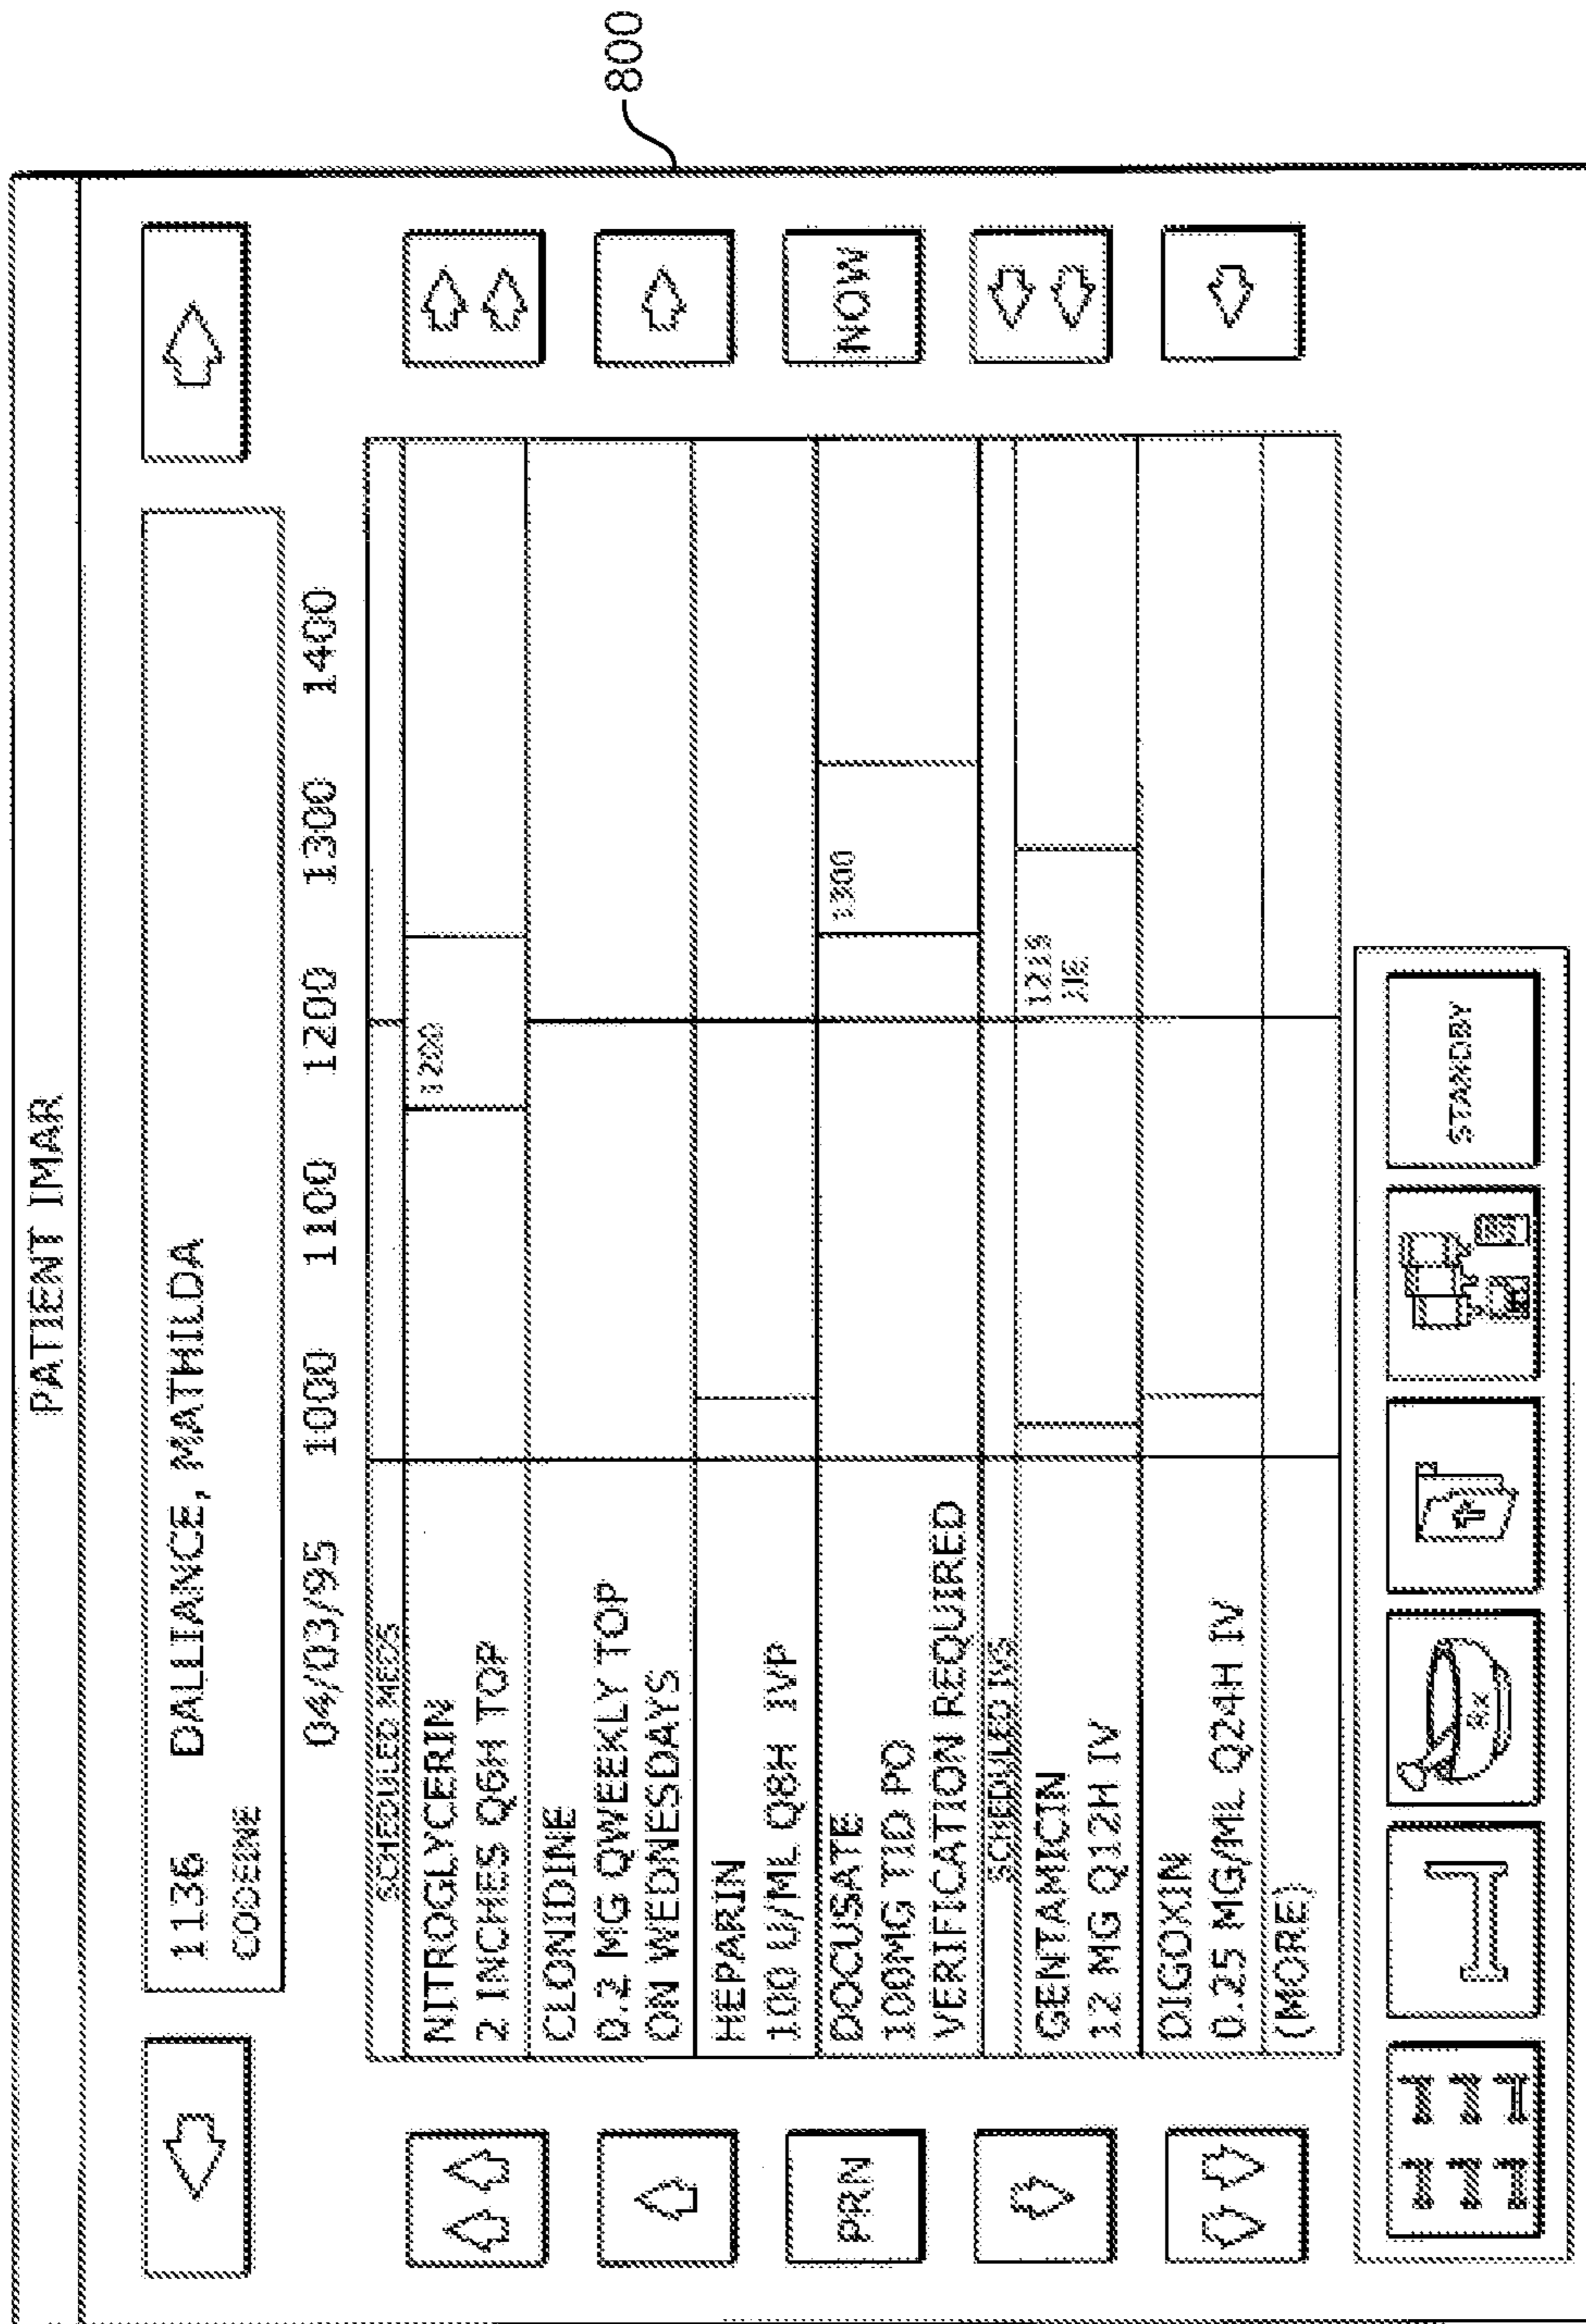 PATIENT IMAR
1136 DALLIANCE, MATHILDA
CODEINE
04/03/95 1000 1100 1200 1300 1400
SCHEDULED MEDS
NITROGLYCERIN
2 INCHES Q6H TOP
1200
CLONIDINE
0.2 MG QWEEKLY TOP
ON WEDNESDAYS
HEPARIN
100 U/ML Q8H IVP
DOCUSATE
100MG TID PO
VERIFICATION REQUIRED
1300
SCHEDULED IVS
GENTAMICIN
12 MG Q12H IV
DIGOXIN
0.25 MG/ML Q24H IV
(MORE)
PRN
NOW
RX
STANDBY
800